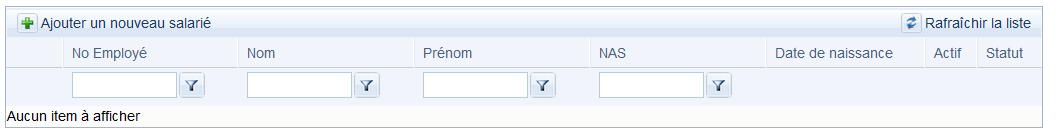 Ajouter un nouveau salarié Rafraîchir la liste
No Employé Nom Prénom NAS Date de naissance Actif Statut
Aucun item à afficher